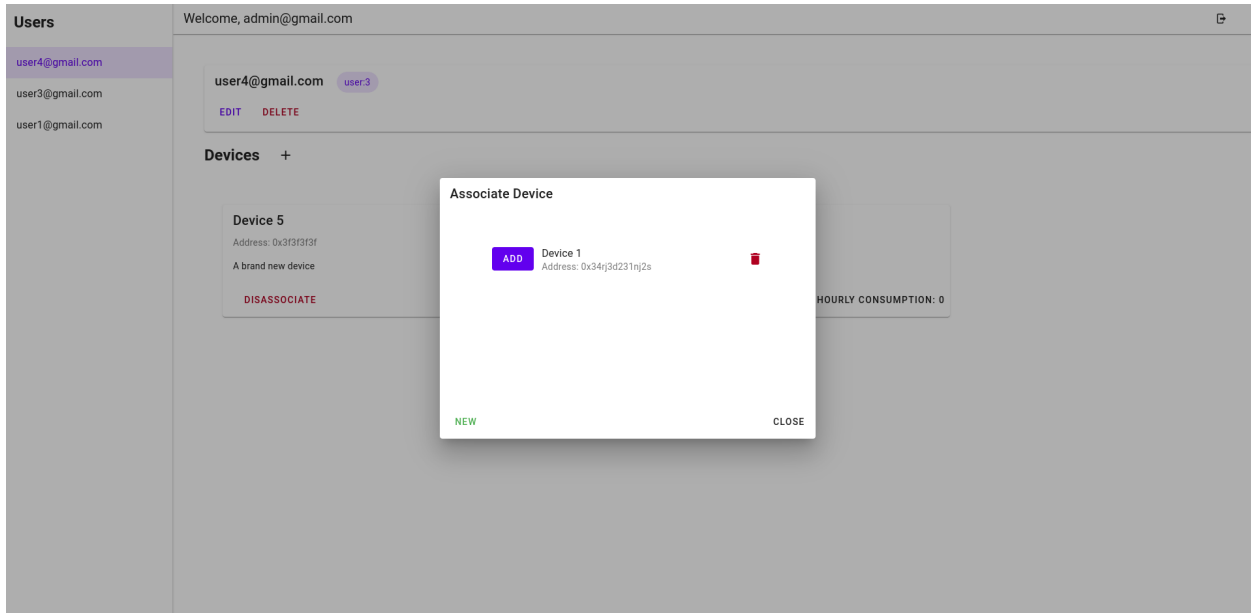 Users
Welcome, admin@gmail.com
user4@gmail.com
user3@gmail.com
user1@gmail.com
user4@gmail.com user:3
EDIT DELETE
Devices +
Device 5
Address: 0x3f3f3f3f
A brand new device
DISASSOCIATE
HOURLY CONSUMPTION: 0
Associate Device
ADD
Device 1
Address: 0x34rj3d231nj2s
NEW CLOSE